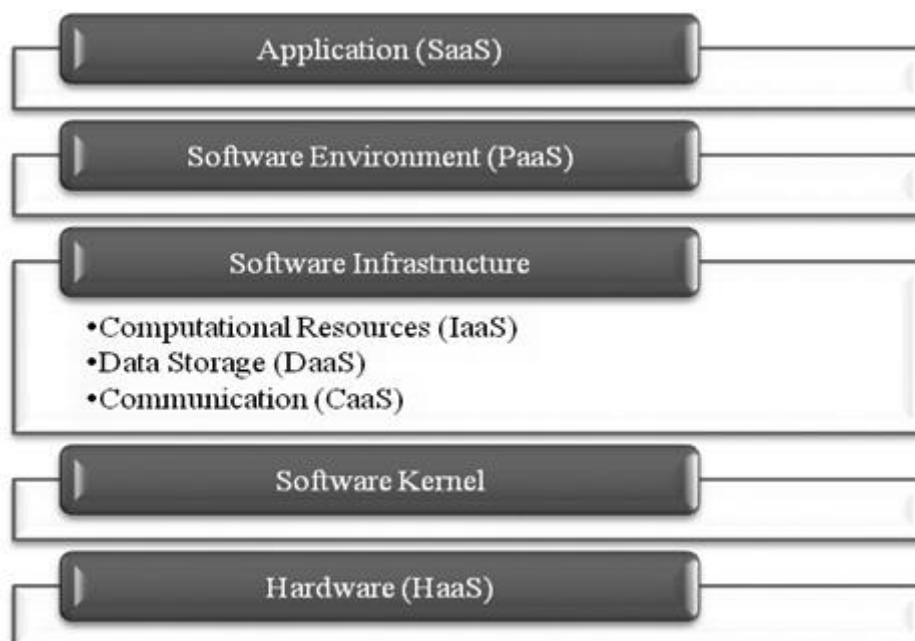 Application (SaaS)
Software Environment (PaaS)
Software Infrastructure
•Computational Resources (IaaS)
•Data Storage (DaaS)
•Communication (CaaS)
Software Kernel
Hardware (HaaS)